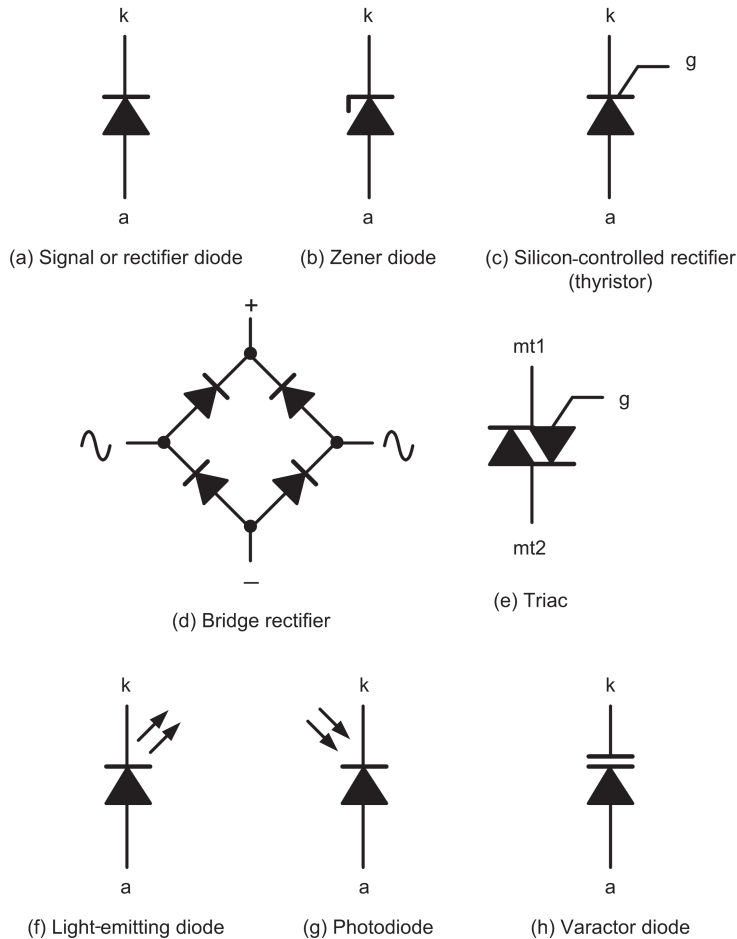 k k k
g
a a a
(a) Signal or rectifier diode (b) Zener diode (c) Silicon-controlled rectifier
(thyristor)
+
mt1
g
mt2
–
(e) Triac
(d) Bridge rectifier
k k k
a a a
(f) Light-emitting diode (g) Photodiode (h) Varactor diode